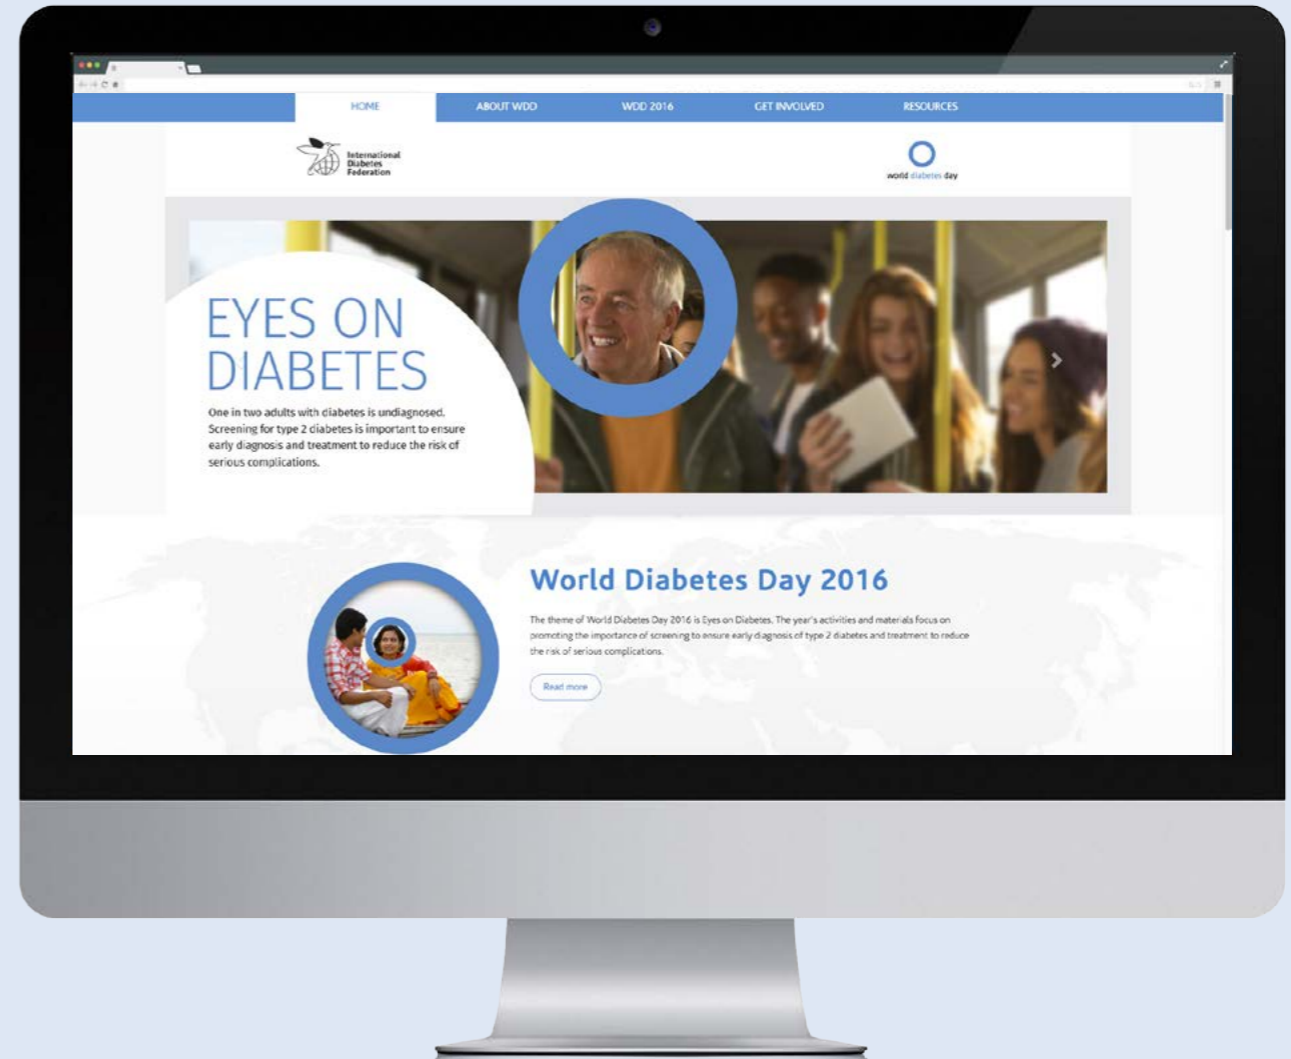 HOME ABOUT WDD WDD 2016 GET INVOLVED RESOURCES
International
Diabetes
Federation
world diabetes day
EYES ON
DIABETES
One in two adults with diabetes is undiagnosed.
Screening for type 2 diabetes is important to ensure
early diagnosis and treatment to reduce the risk of
serious complications.
World Diabetes Day 2016
The theme of World Diabetes Day 2016 is Eyes on Diabetes. The year's activities and materials focus on
promoting the importance of screening to ensure early diagnosis of type 2 diabetes and treatment to reduce
the risk of serious complications.
Read more